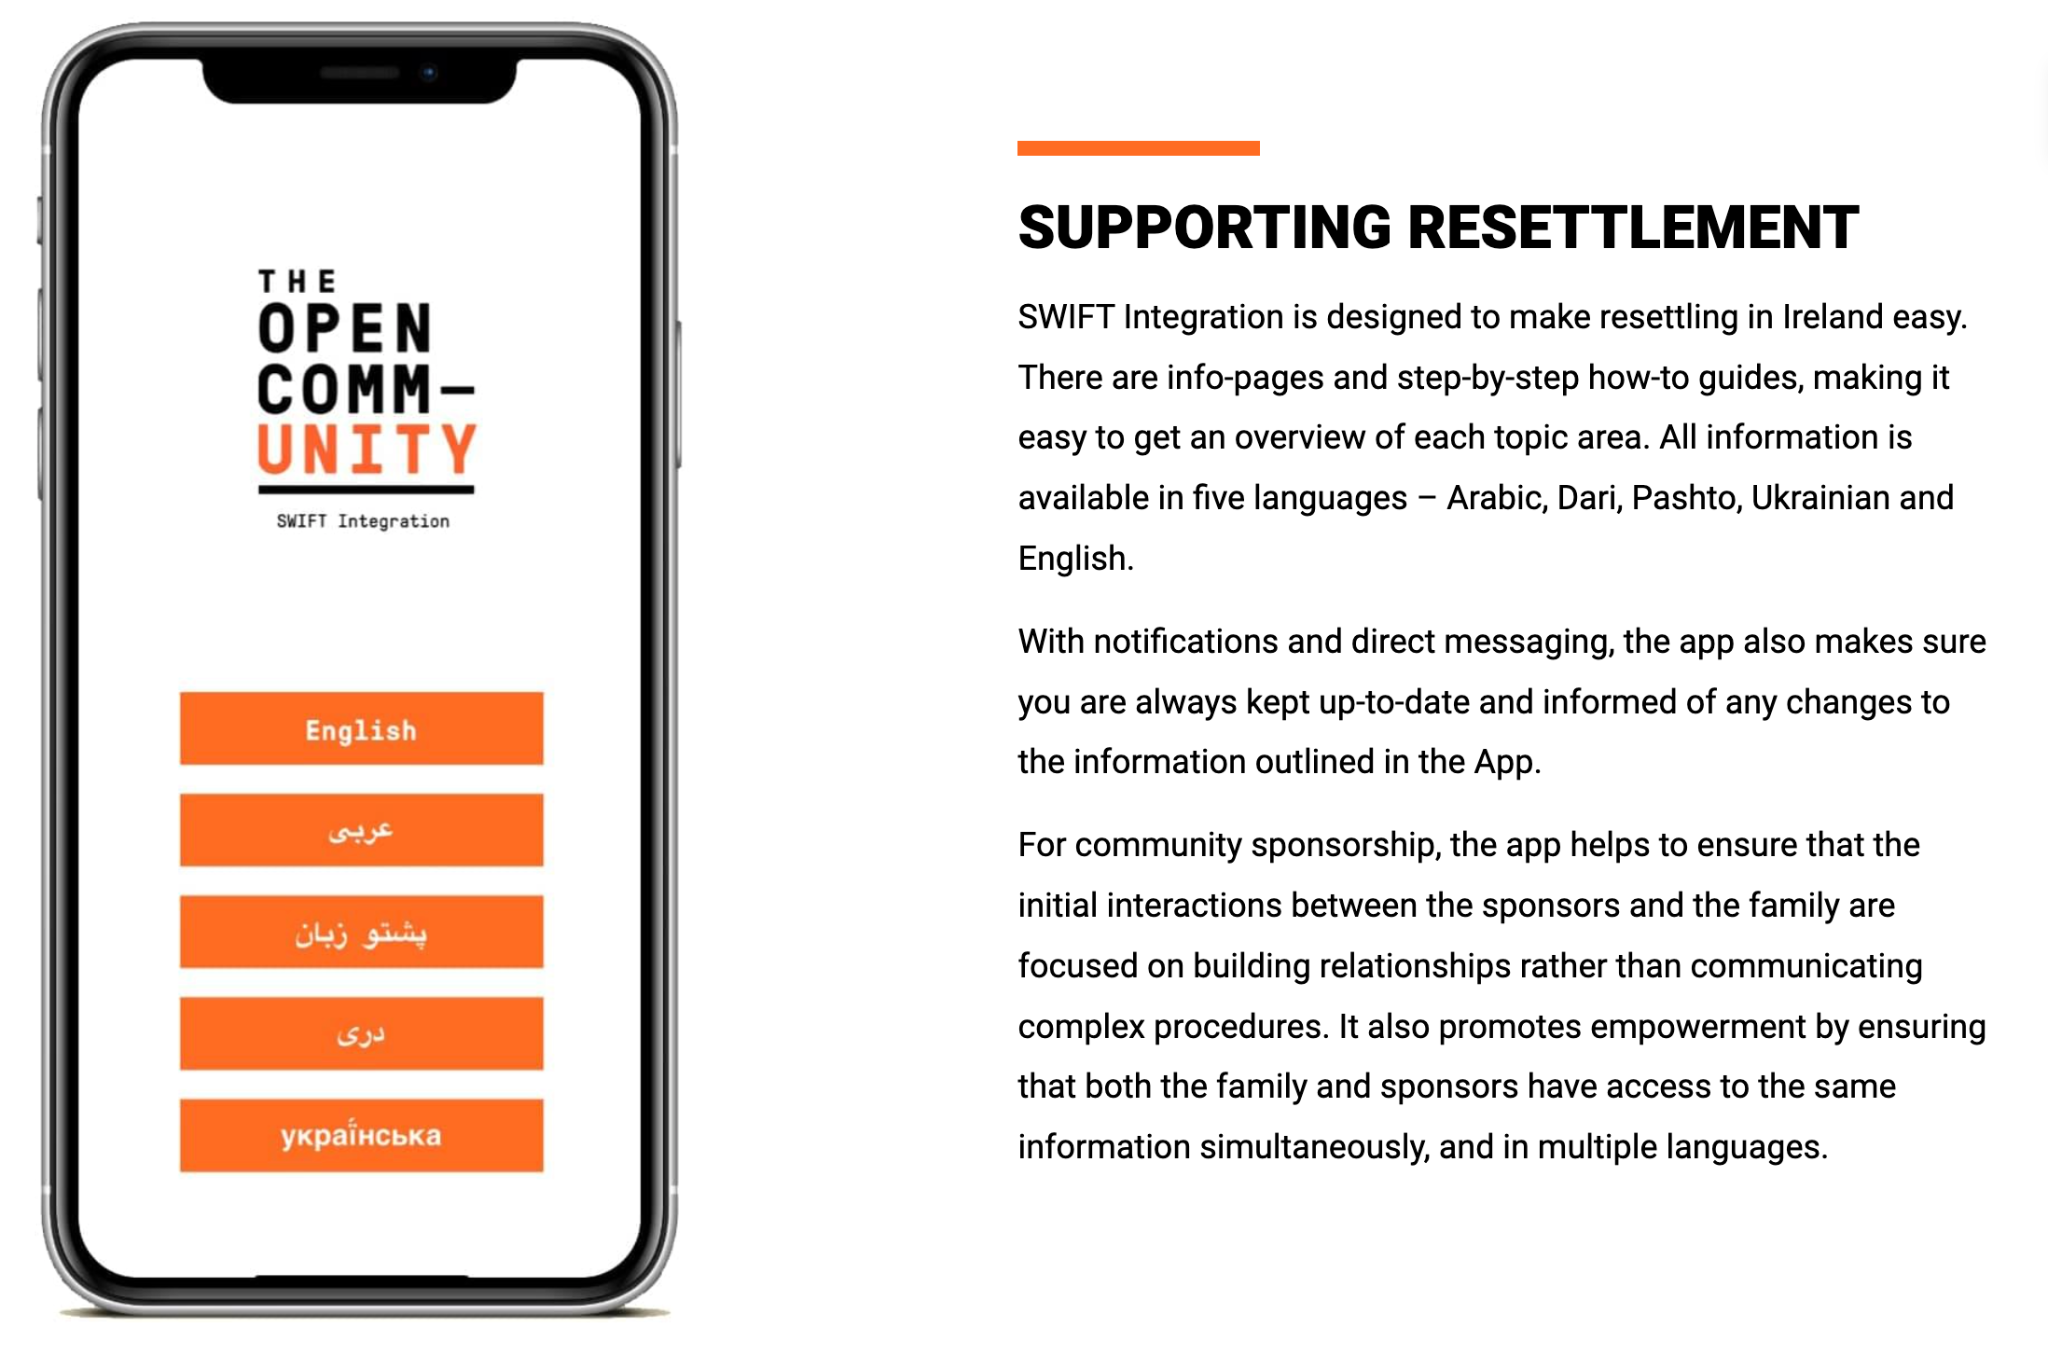 THE
OPEN
COMM—
UNITY
SWIFT Integration
English
عربى
پشتو زبان
دری
украї́нська
SUPPORTING RESETTLEMENT
SWIFT Integration is designed to make resettling in Ireland easy.
There are info-pages and step-by-step how-to guides, making it
easy to get an overview of each topic area. All information is
available in five languages – Arabic, Dari, Pashto, Ukrainian and
English.
With notifications and direct messaging, the app also makes sure
you are always kept up-to-date and informed of any changes to
the information outlined in the App.
For community sponsorship, the app helps to ensure that the
initial interactions between the sponsors and the family are
focused on building relationships rather than communicating
complex procedures. It also promotes empowerment by ensuring
that both the family and sponsors have access to the same
information simultaneously, and in multiple languages.